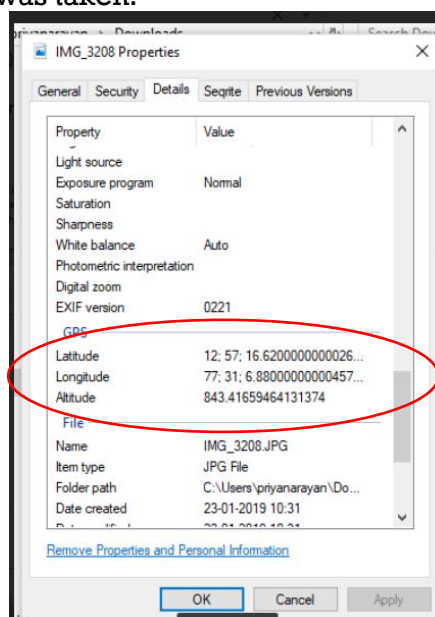 was taken.
priyanarayan > Downloads
IMG_3208 Properties
General Security Details Seqrite Previous Versions
Property Value
Light source
Exposure program Normal
Saturation
Sharpness
White balance Auto
Photometric interpretation
Digital zoom
EXIF version 0221
GPS
Latitude 12; 57; 16.6200000000026...
Longitude 77; 31; 6.88000000000457...
Altitude 843.41659464131374
File
Name IMG_3208.JPG
Item type JPG File
Folder path C:\Users\priyanarayan\Do...
Date created 23-01-2019 10:31
Remove Properties and Personal Information
OK Cancel Apply